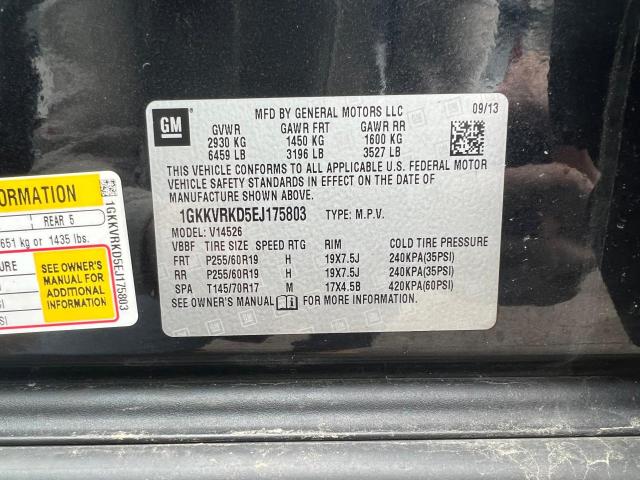 GM
MFD BY GENERAL MOTORS LLC 09/13
GVWR GAWR FRT GAWR RR
2930 KG 1450 KG 1600 KG
6459 LB 3196 LB 3527 LB
THIS VEHICLE CONFORMS TO ALL APPLICABLE U.S. FEDERAL MOTOR
VEHICLE SAFETY STANDARDS IN EFFECT ON THE DATE OF
MANUFACTURE SHOWN ABOVE.
1GKKVRKD5EJ175803 TYPE: M.P.V.
MODEL: V14526
VBBF TIRE SIZE SPEED RTG RIM COLD TIRE PRESSURE
FRT P255/60R19 H 19X7.5J 240KPA(35PSI)
RR P255/60R19 H 19X7.5J 240KPA(35PSI)
SPA T145/70R17 M 17X4.5B 420KPA(60PSI)
SEE OWNER'S MANUAL FOR MORE INFORMATION.
FORMATION
REAR 5
651 kg or 1435 lbs.
SEE OWNER'S
MANUAL FOR
ADDITIONAL
INFORMATION
1GKKVRKD5EJ175803